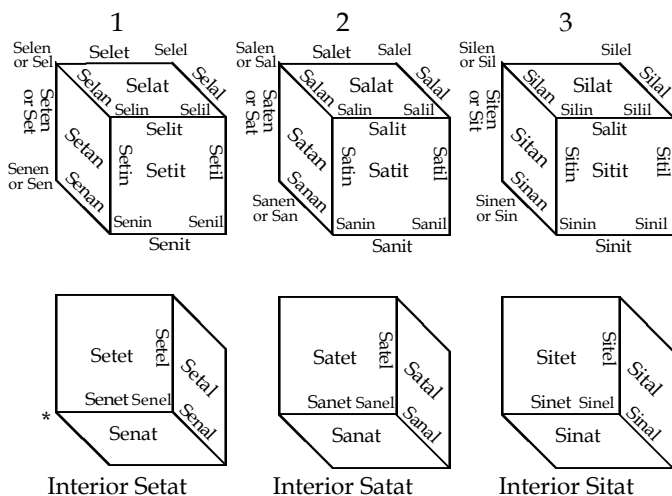 1
Selen
or Sel
Selet
Selel
Selan
Selat
Selal
Seten
or Set
Selin
Selil
Selit
Setan
Setin
Setit
Setil
Senen
or Sen
Senan
Senin
Senil
Senit
2
Salen
or Sal
Salet
Salel
Salan
Salat
Salal
Saten
or Sat
Salin
Salil
Salit
Satan
Satin
Satit
Satil
Sanen
or San
Sanan
Sanin
Sanil
Sanit
3
Silen
or Sil
Silel
Silan
Silat
Silal
Siten
or Sit
Silin
Silil
Salit
Sitan
Sitin
Sitit
Sitil
Sinen
or Sin
Sinan
Sinin
Sinil
Sinit
Setet
Setel
Setal
Senet
Senel
Senal
*
Senat
Interior Setat
Satet
Satel
Satal
Sanet
Sanel
Sanal
Sanat
Interior Satat
Sitet
Sitel
Sital
Sinet
Sinel
Sinal
Sinat
Interior Sitat